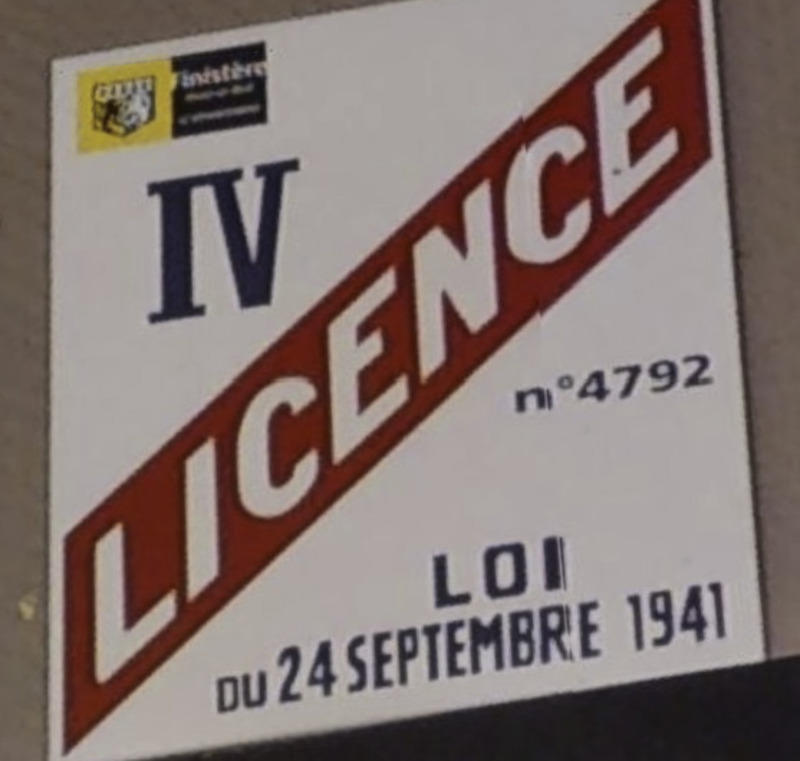 Finistère
IV
LICENCE
n°4792
LOI
DU 24 SEPTEMBRE 1941